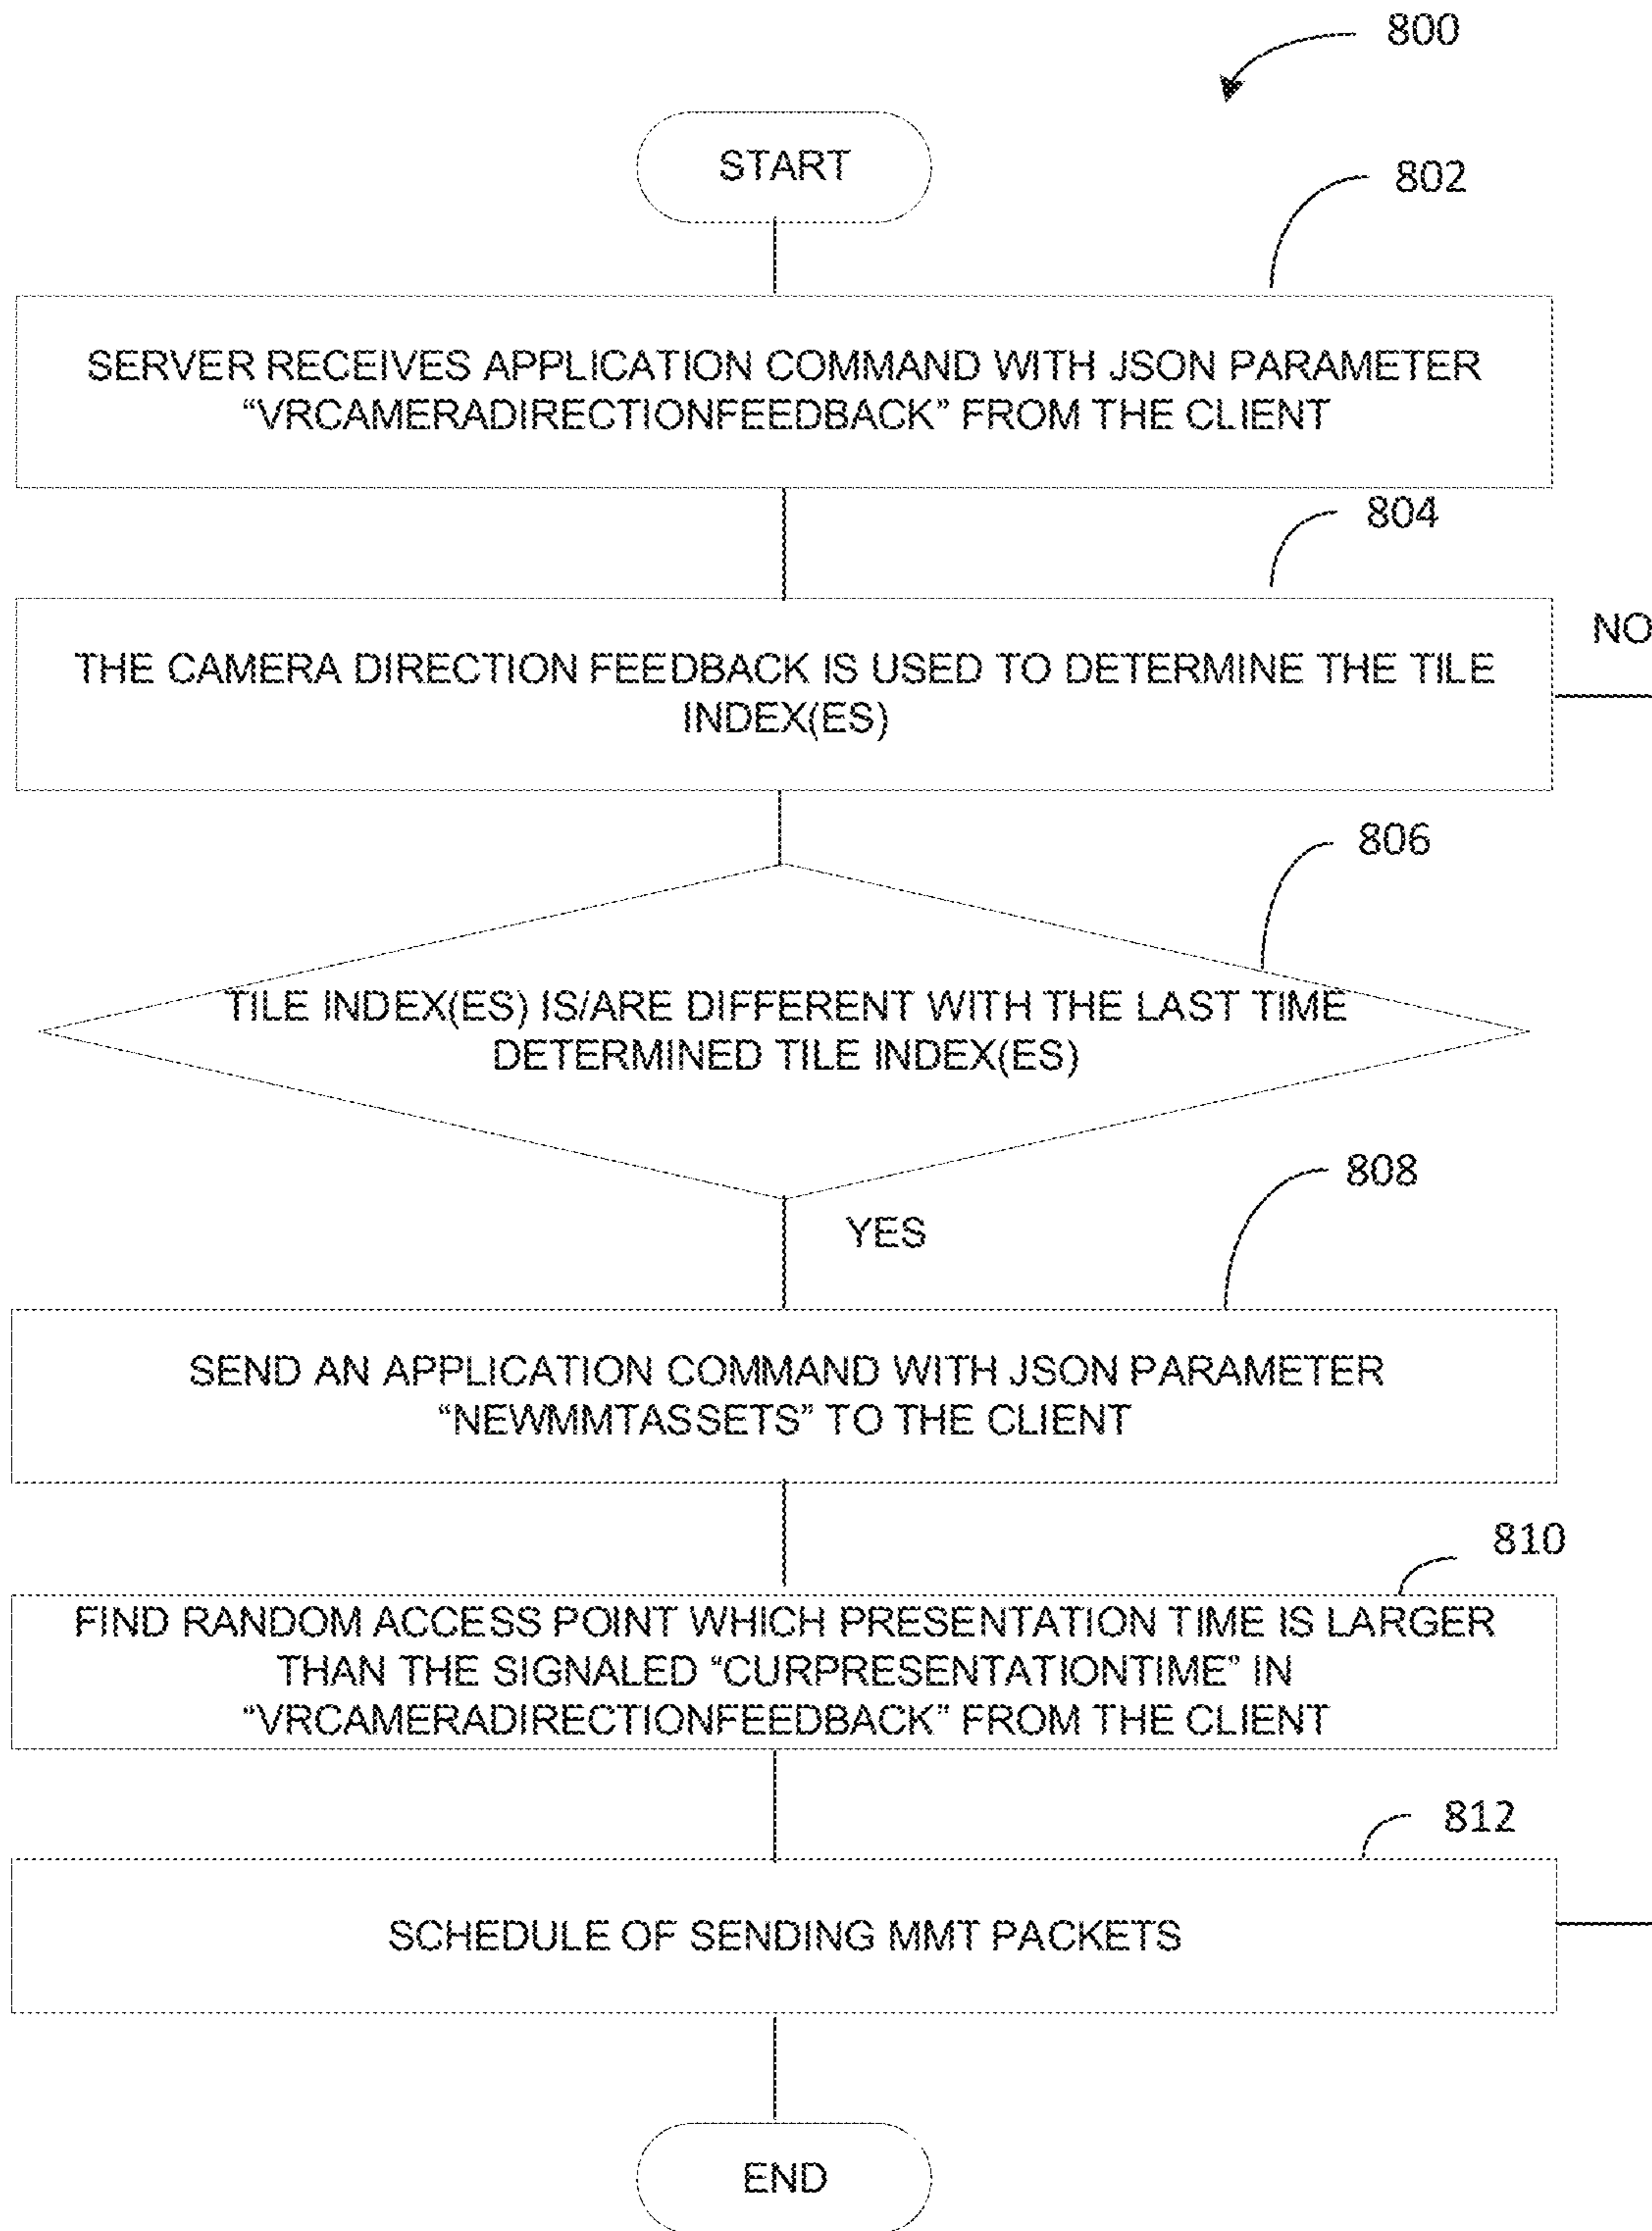 800
START
802
SERVER RECEIVES APPLICATION COMMAND WITH JSON PARAMETER
“VRCAMERADIRECTIONFEEDBACK” FROM THE CLIENT
804
THE CAMERA DIRECTION FEEDBACK IS USED TO DETERMINE THE TILE
INDEX(ES)
NO
806
TILE INDEX(ES) IS/ARE DIFFERENT WITH THE LAST TIME
DETERMINED TILE INDEX(ES)
YES
808
SEND AN APPLICATION COMMAND WITH JSON PARAMETER
“NEWMMTASSETS” TO THE CLIENT
810
FIND RANDOM ACCESS POINT WHICH PRESENTATION TIME IS LARGER
THAN THE SIGNALED “CURPRESENTATIONTIME” IN
“VRCAMERADIRECTIONFEEDBACK” FROM THE CLIENT
812
SCHEDULE OF SENDING MMT PACKETS
END